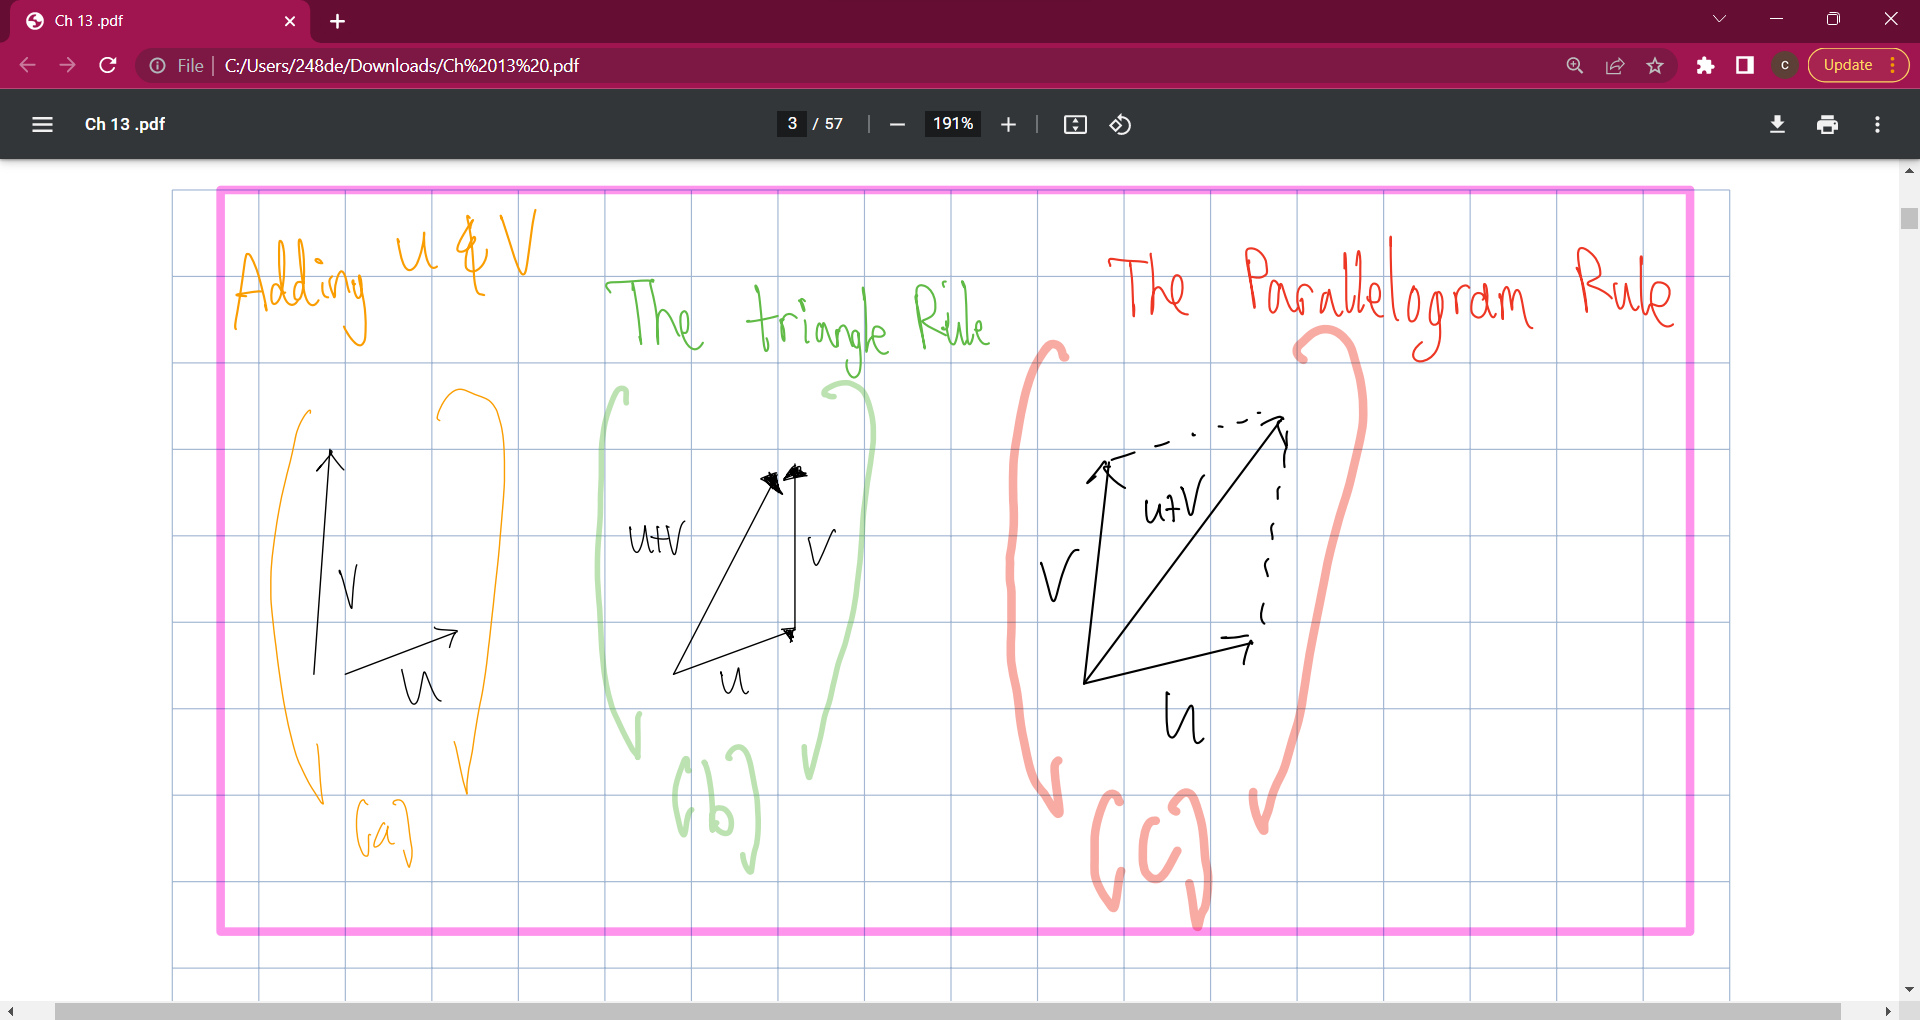 Ch 13 .pdf
File
C:/Users/248de/Downloads/Ch%2013%20.pdf
C
Update
Ch 13 .pdf
3 / 57
191%
Adding u & V
The triangle Rule
The Parallelogram Rule
V
u
(a)
u+V
V
u
(b)
u+V
V
u
(c)